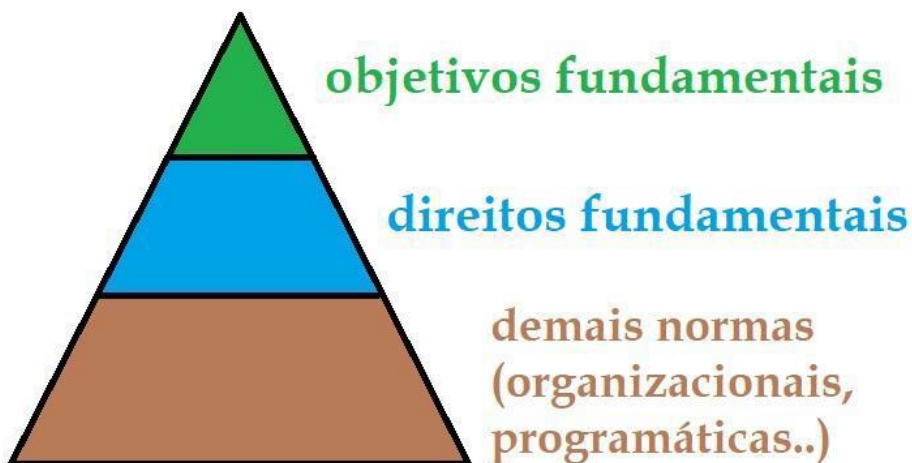 objetivos fundamentais
direitos fundamentais
demais normas
(organizacionais,
programáticas..)